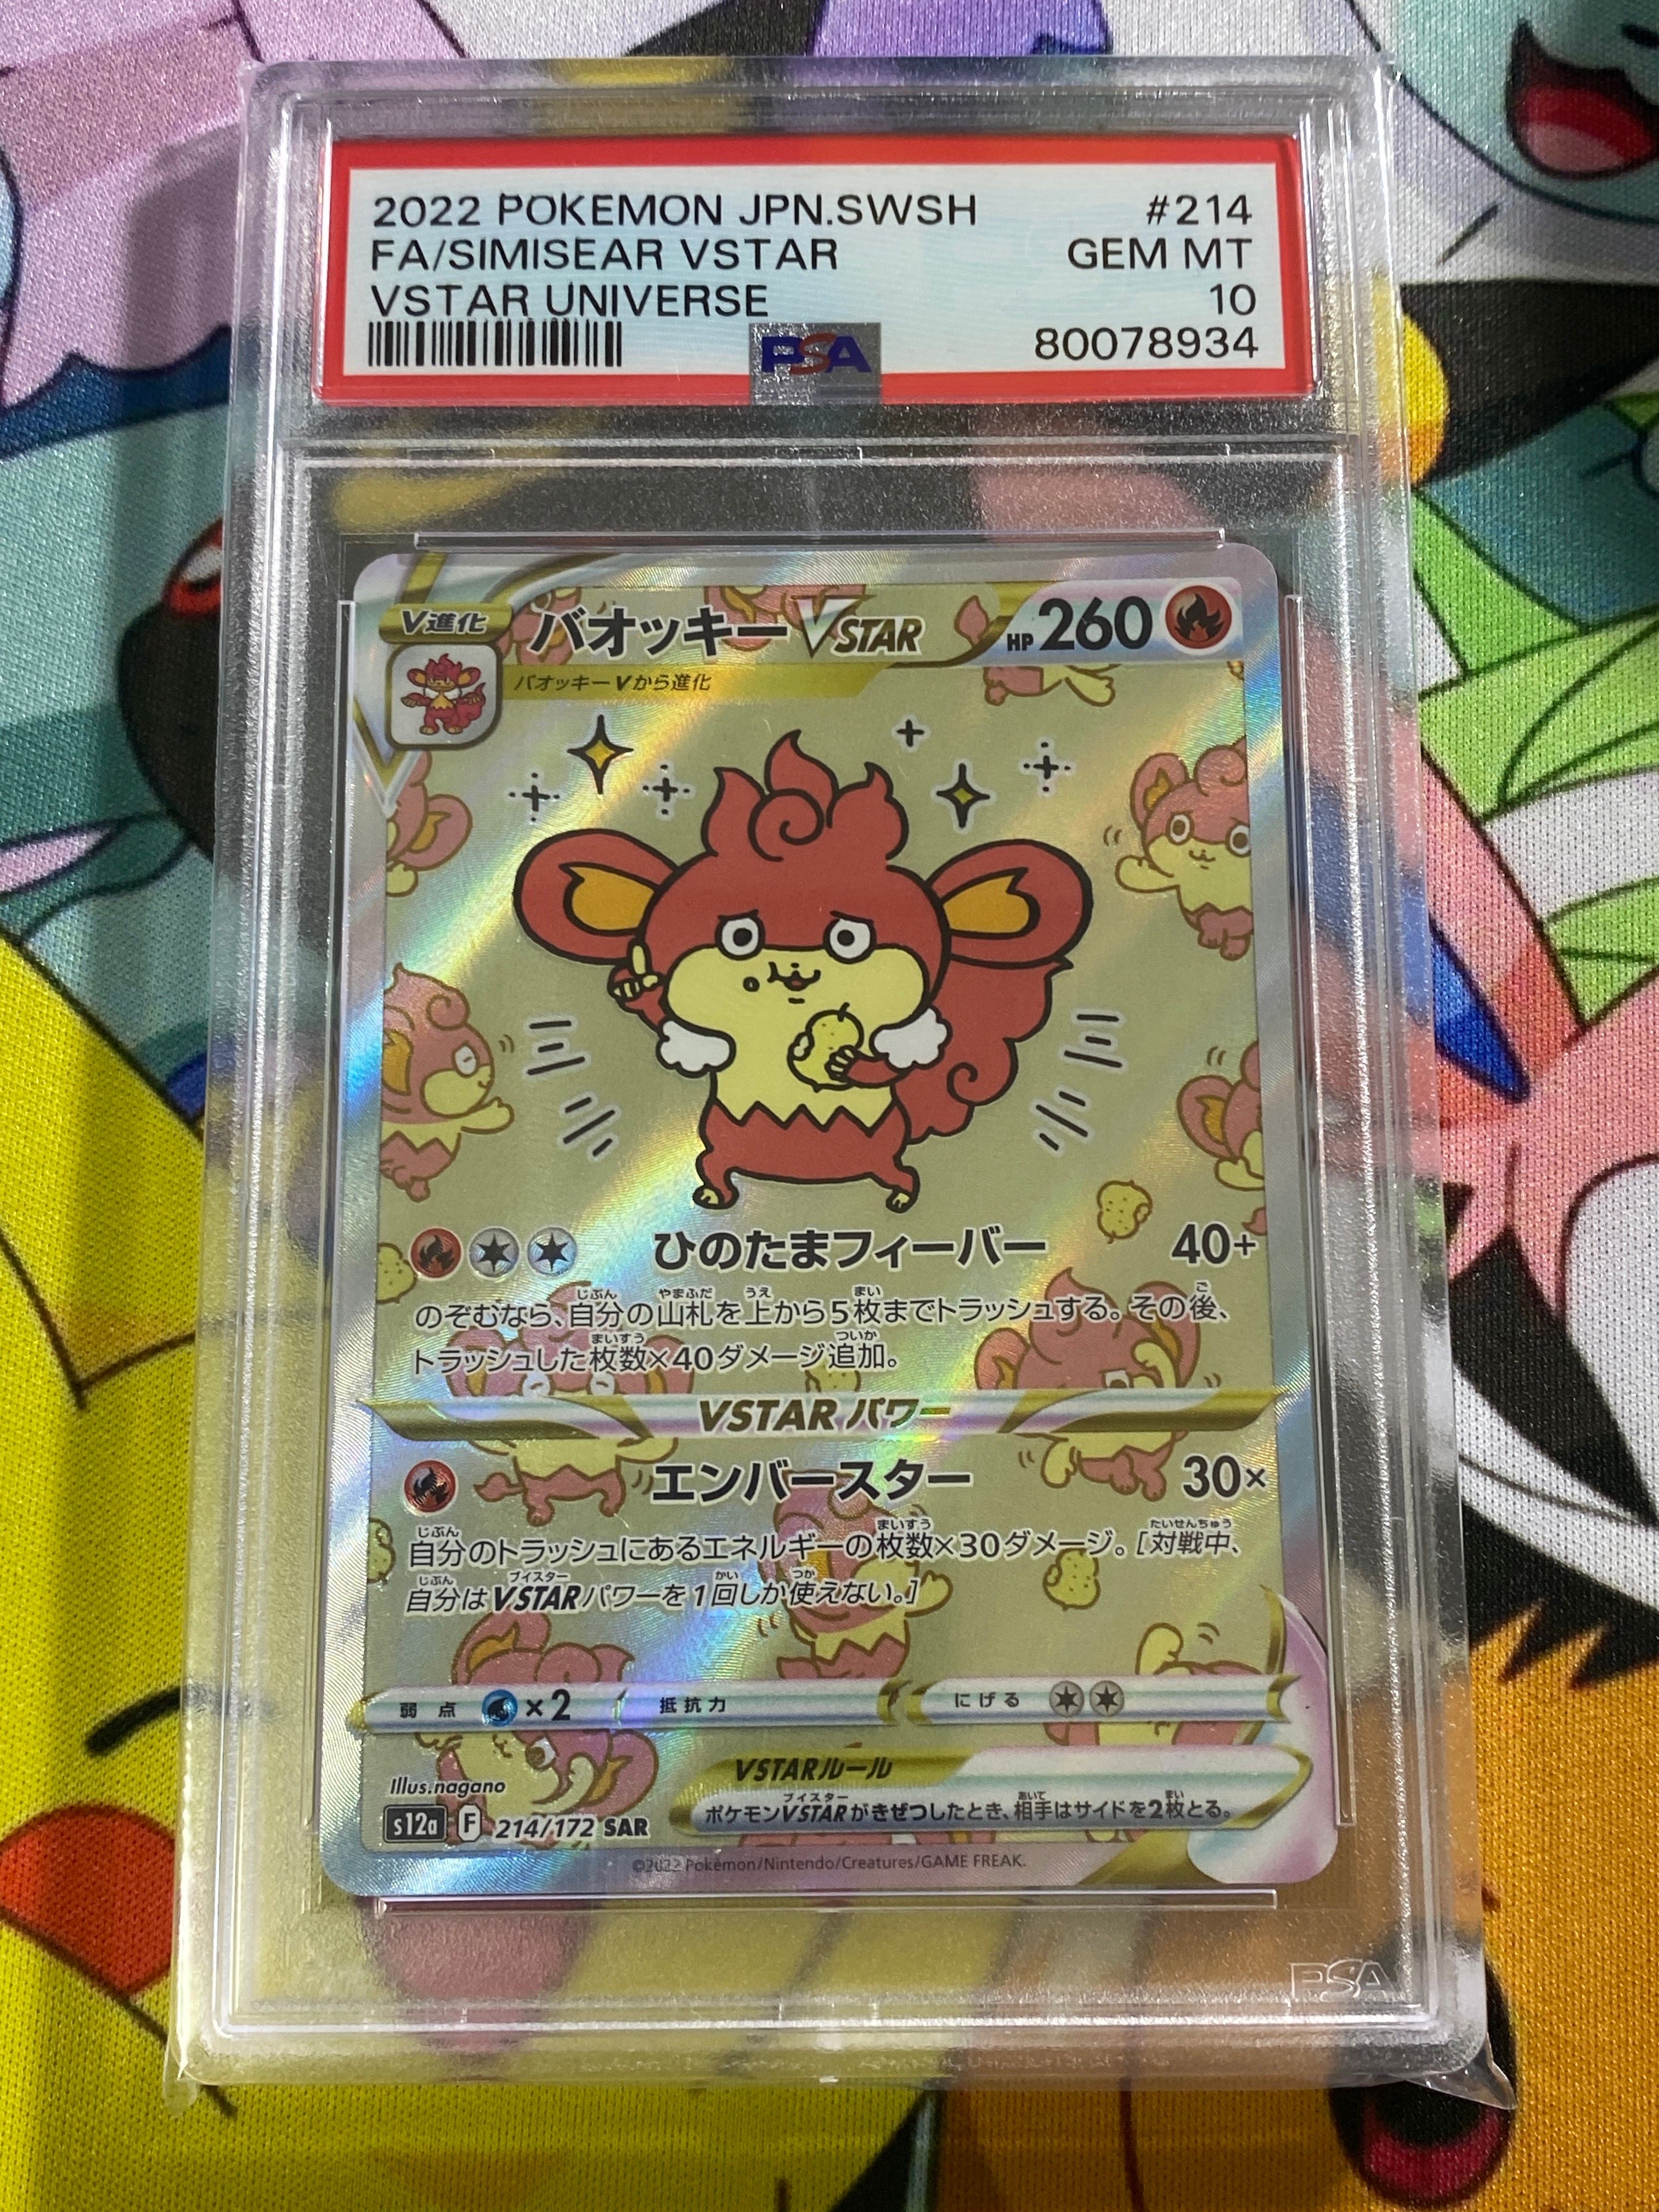 2022 POKEMON JPN.SWSH #214
FA/SIMISEAR VSTAR GEM MT
VSTAR UNIVERSE 10
PSA 80078934
V進化 バオッキーVSTAR HP260
バオッキーVから進化
ひのたまフィーバー 40+
のぞむなら、自分の山札を上から5枚までトラッシュする。その後、
トラッシュした枚数×40ダメージ追加。
VSTARパワー
エンバースター 30×
自分のトラッシュにあるエネルギーの枚数×30ダメージ。[対戦中、
自分はVSTARパワーを1回しか使えない。]
弱点 ×2 抵抗力 にげる
VSTARルール
ポケモンVSTARがきぜつしたとき、相手はサイドを2枚とる。
Illus.nagano
s12a F 214/172 SAR
©2022 Pokémon/Nintendo/Creatures/GAME FREAK.
PSA